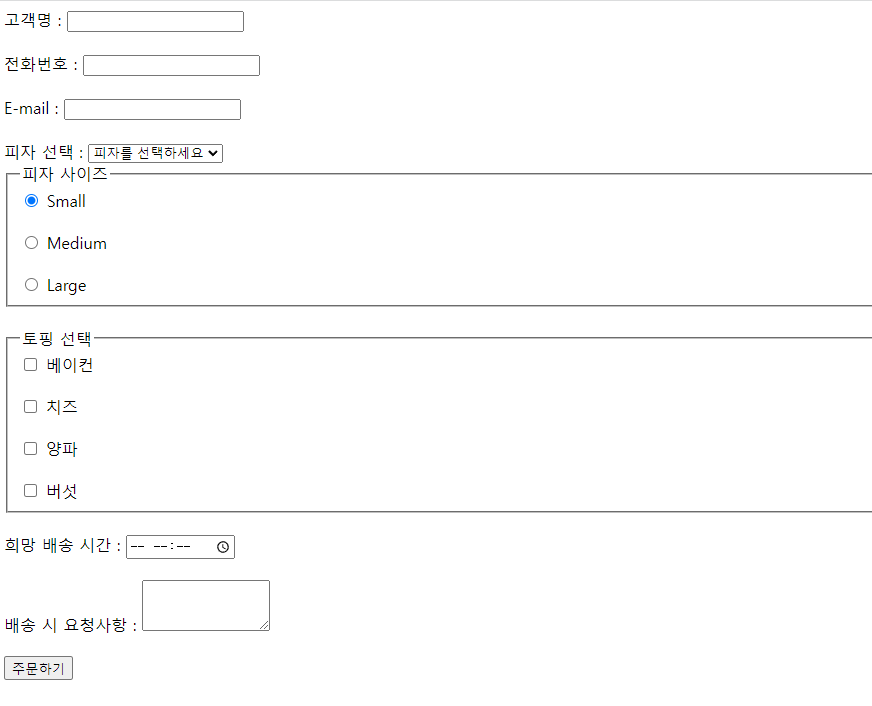 고객명 :
전화번호 :
E-mail :
피자 선택 : 피자를 선택하세요
피자 사이즈
Small
Medium
Large
토핑 선택
베이컨
치즈
양파
버섯
희망 배송 시간 : -- --:--
배송 시 요청사항 :
주문하기